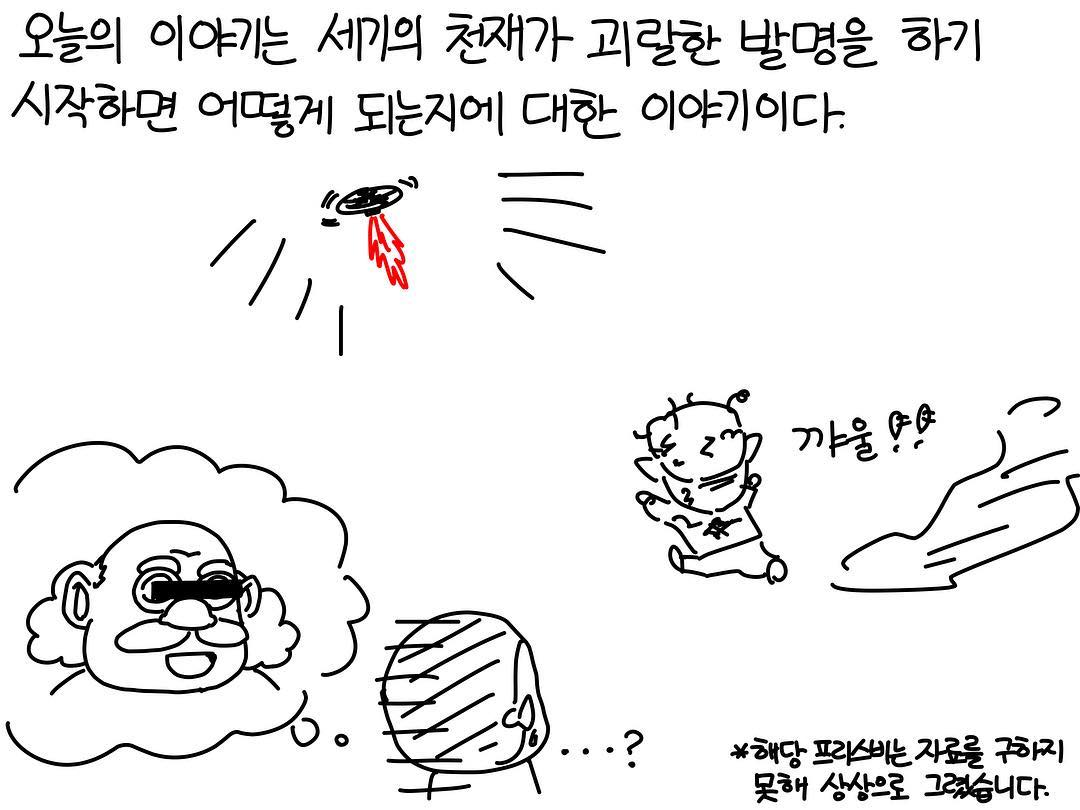 오늘의 이야기는 세기의 천재가 괴랄한 발명을 하기
시작하면 어떻게 되는지에 대한 이야기이다.
꺄울!!
...?
*해당 프리스비는 자료를 구하지
못해 상상으로 그렸습니다.